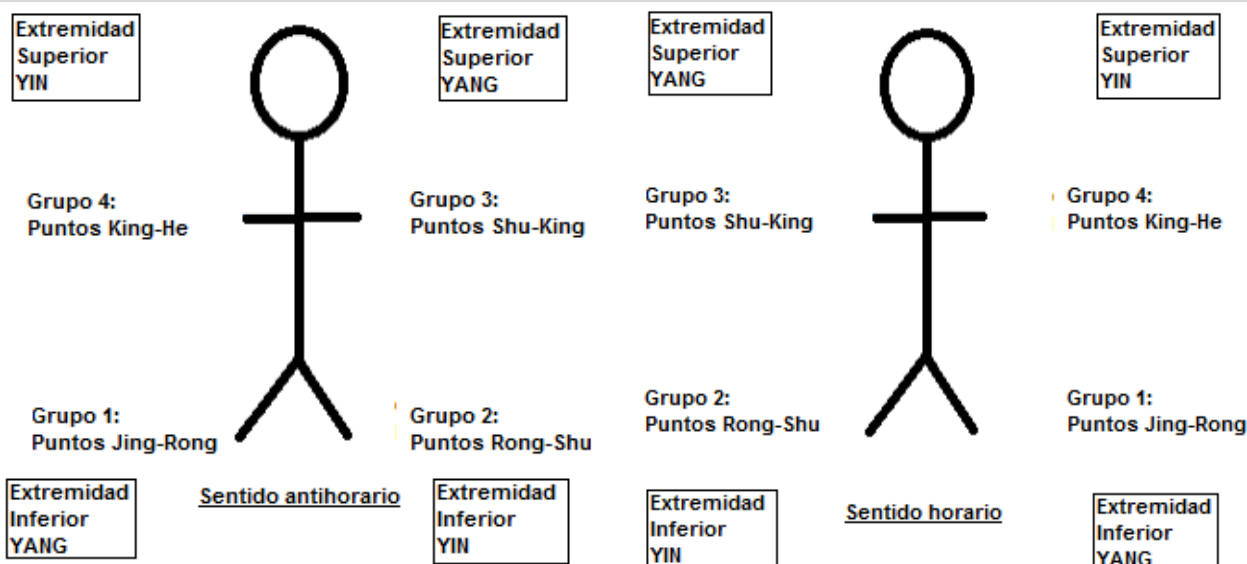 Extremidad
Superior
YIN
Extremidad
Superior
YANG
Grupo 4:
Puntos King-He
Grupo 3:
Puntos Shu-King
Grupo 1:
Puntos Jing-Rong
Grupo 2:
Puntos Rong-Shu
Extremidad
Inferior
YANG
Sentido antihorario
Extremidad
Inferior
YIN
Extremidad
Superior
YANG
Extremidad
Superior
YIN
Grupo 3:
Puntos Shu-King
Grupo 4:
Puntos King-He
Grupo 2:
Puntos Rong-Shu
Grupo 1:
Puntos Jing-Rong
Extremidad
Inferior
YIN
Sentido horario
Extremidad
Inferior
YANG